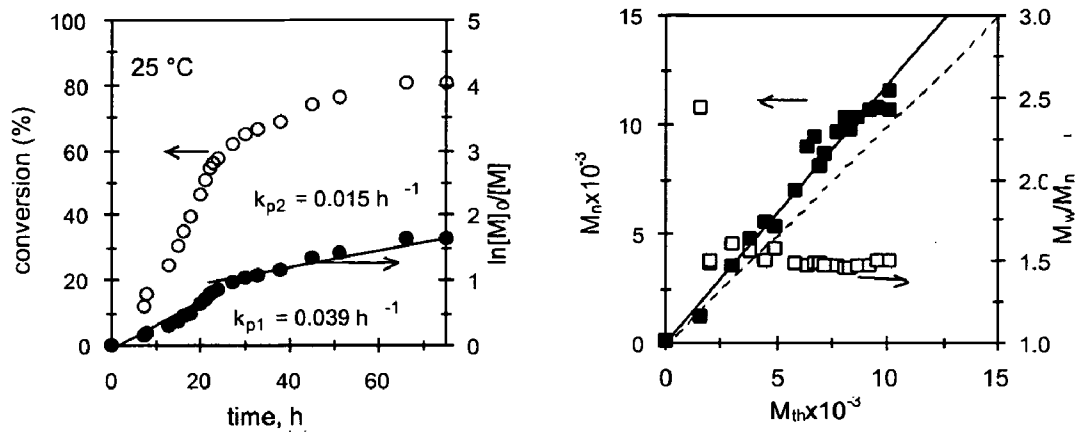 100
80
60
40
20
0
conversion (%)
25 °C
k_p2 = 0.015 h⁻¹
k_p1 = 0.039 h⁻¹
5
4
3
2
1
0
ln[M]₀/[M]
0 20 40 60
time, h
15
10
5
0
M_n x10⁻³
3.0
2.5
2.0
1.5
1.0
M_w/M_n
0 5 10 15
M_th x10⁻³